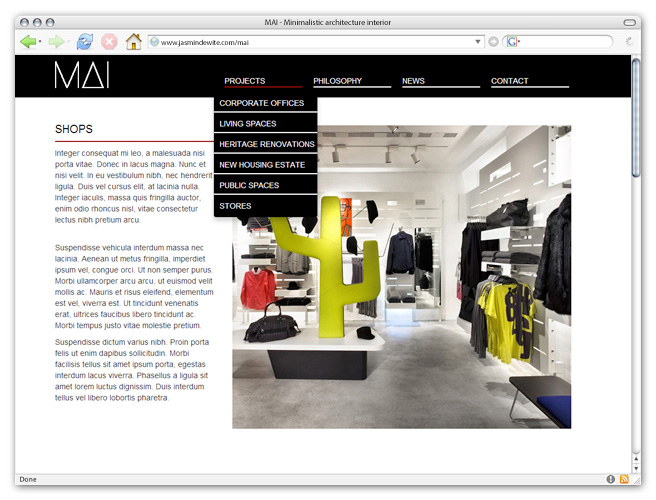 MAI - Minimalistic architecture interior
www.jasmindewite.com/mai
MAI
PROJECTS
PHILOSOPHY
NEWS
CONTACT
CORPORATE OFFICES
LIVING SPACES
HERITAGE RENOVATIONS
NEW HOUSING ESTATE
PUBLIC SPACES
STORES
SHOPS
Integer consequat mi leo, a malesuada nisi
porta vitae. Donec in lacus magna. Nunc et
nisi velit. In eu vestibulum nibh, nec hendrerit
ligula. Duis vel cursus elit, at lacinia nulla.
Integer iaculis, massa quis fringilla auctor,
enim odio rhoncus nisl, vitae consectetur
lectus nibh pretium arcu.
Suspendisse vehicula interdum massa nec
lacinia. Aenean ut metus fringilla, imperdiet
ipsum vel, congue orci. Ut non semper purus.
Morbi ullamcorper arcu arcu, ut euismod velit
mollis ac. Mauris et risus eleifend, elementum
est vel, viverra est. Ut tincidunt venenatis
erat, ultrices faucibus libero tincidunt ac.
Morbi tempus justo vitae molestie pretium.
Suspendisse dictum varius nibh. Proin porta
felis ut enim dapibus sollicitudin. Morbi
facilisis tellus sit amet ipsum porta, egestas
interdum lacus viverra. Phasellus a ligula sit
amet lorem luctus dignissim. Duis interdum
tellus vel libero lobortis pharetra.
Done